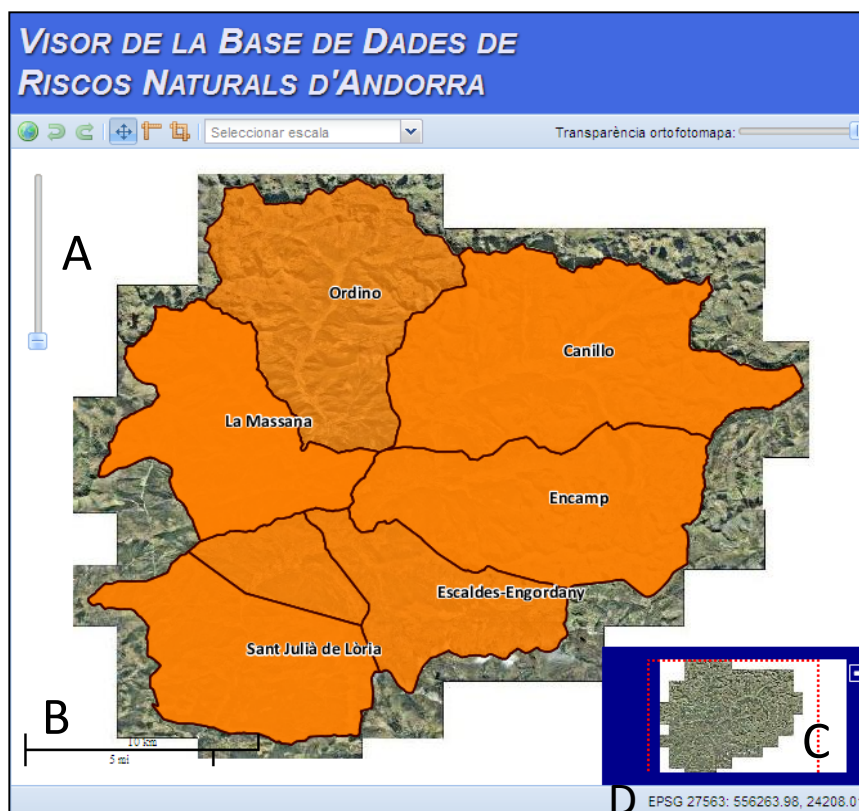 VISOR DE LA BASE DE DADES DE
RISCOS NATURALS D'ANDORRA
Seleccionar escala
Transparència ortofotomapa:
A
Ordino
Canillo
La Massana
Encamp
Escaldes-Engordany
Sant Julià de Lòria
B
10 km
5 mi
C
D
EPSG 27563: 556263.98, 24208.01